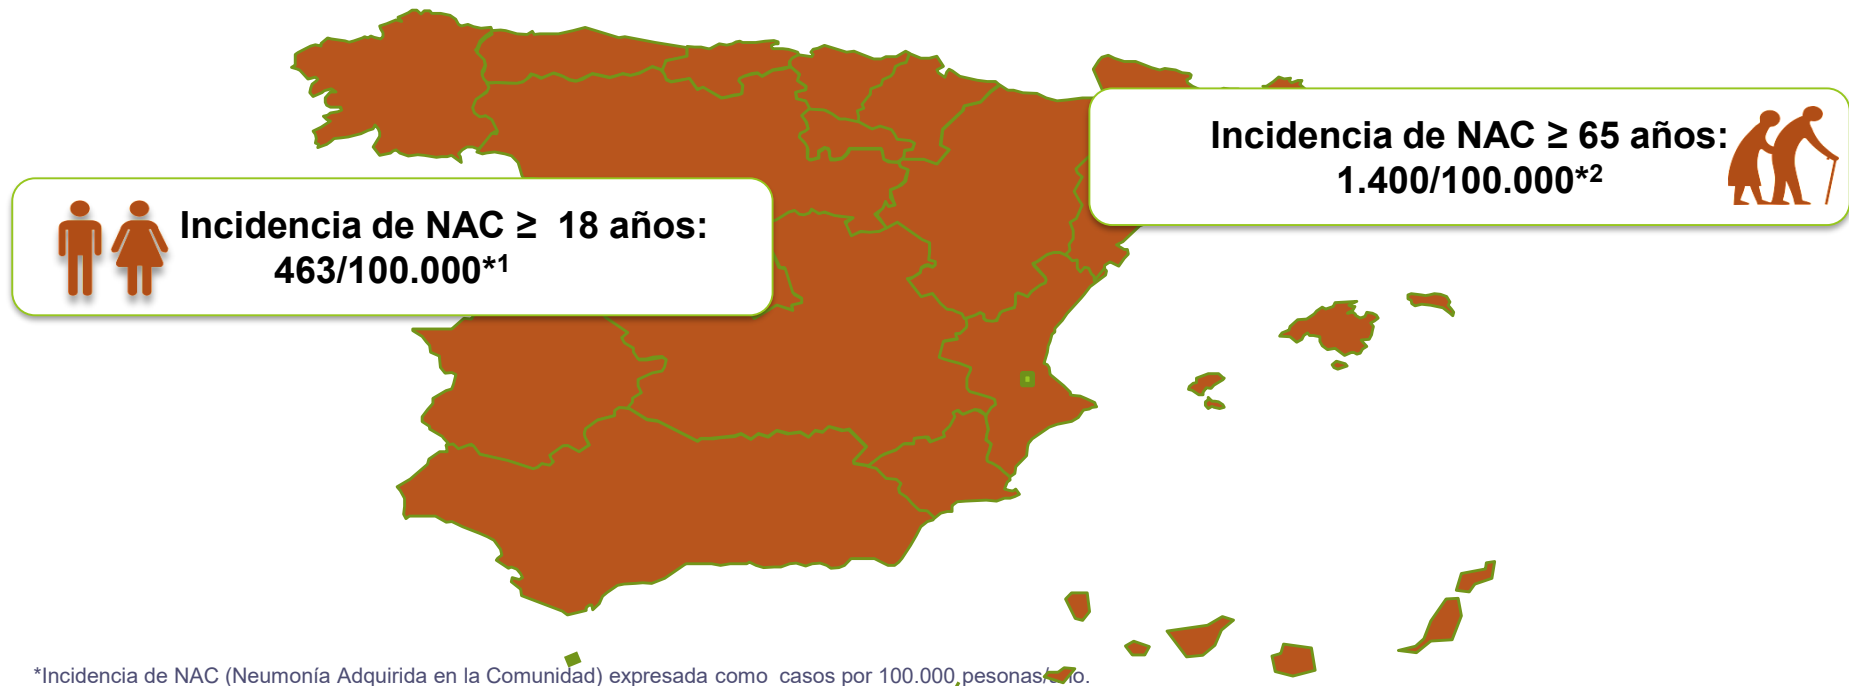 Incidencia de NAC ≥ 65 años:
1.400/100.000*2
Incidencia de NAC ≥  18 años:
463/100.000*1
*Incidencia de NAC (Neumonía Adquirida en la Comunidad) expresada como  casos por 100.000 pesonas/año.